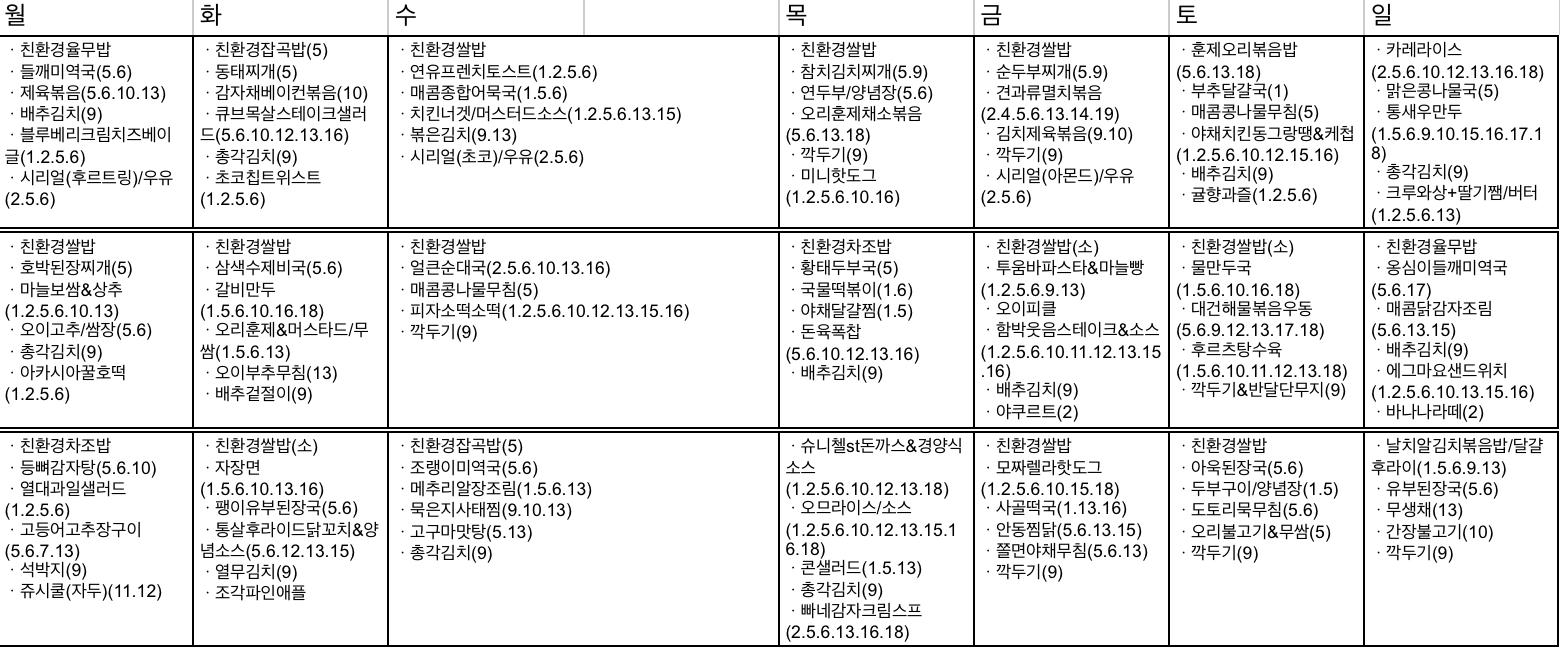 월
화
수
목
금
토
일
· 친환경율무밥
· 들깨미역국(5.6)
· 제육볶음(5.6.10.13)
· 배추김치(9)
· 블루베리크림치즈베이
글(1.2.5.6)
· 시리얼(후르트링)/우유
(2.5.6)
· 친환경잡곡밥(5)
· 동태찌개(5)
· 감자채베이컨볶음(10)
· 큐브목살스테이크샐러
드(5.6.10.12.13.16)
· 총각김치(9)
· 초코칩트위스트
(1.2.5.6)
· 친환경쌀밥
· 연유프렌치토스트(1.2.5.6)
· 매콤종합어묵국(1.5.6)
· 치킨너겟/머스터드소스(1.2.5.6.13.15)
· 볶은김치(9.13)
· 시리얼(초코)/우유(2.5.6)
· 친환경쌀밥
· 참치김치찌개(5.9)
· 연두부/양념장(5.6)
· 오리훈제채소볶음
(5.6.13.18)
· 깍두기(9)
· 미니핫도그
(1.2.5.6.10.16)
· 친환경쌀밥
· 순두부찌개(5.9)
· 견과류멸치볶음
(2.4.5.6.13.14.19)
· 김치제육볶음(9.10)
· 깍두기(9)
· 시리얼(아몬드)/우유
(2.5.6)
· 훈제오리볶음밥
(5.6.13.18)
· 부추달걀국(1)
· 매콤콩나물무침(5)
· 야채치킨동그랑땡&케첩
(1.2.5.6.10.12.15.16)
· 배추김치(9)
· 귤향과즐(1.2.5.6)
· 카레라이스
(2.5.6.10.12.13.16.18)
· 맑은콩나물국(5)
· 통새우만두
(1.5.6.9.10.15.16.17.1
8)
· 총각김치(9)
· 크루와상+딸기쨈/버터
(1.2.5.6.13)
· 친환경쌀밥
· 호박된장찌개(5)
· 마늘보쌈&상추
(1.2.5.6.10.13)
· 오이고추/쌈장(5.6)
· 총각김치(9)
· 아카시아꿀호떡
(1.2.5.6)
· 친환경쌀밥
· 삼색수제비국(5.6)
· 갈비만두
(1.5.6.10.16.18)
· 오리훈제&머스타드/무
쌈(1.5.6.13)
· 오이부추무침(13)
· 배추겉절이(9)
· 친환경쌀밥
· 얼큰순대국(2.5.6.10.13.16)
· 매콤콩나물무침(5)
· 피자소떡소떡(1.2.5.6.10.12.13.15.16)
· 깍두기(9)
· 친환경차조밥
· 황태두부국(5)
· 국물떡볶이(1.6)
· 야채달걀찜(1.5)
· 돈육폭찹
(5.6.10.12.13.16)
· 배추김치(9)
· 친환경쌀밥(소)
· 투움바파스타&마늘빵
(1.2.5.6.9.13)
· 오이피클
· 함박웃음스테이크&소스
(1.2.5.6.10.11.12.13.15
.16)
· 배추김치(9)
· 야쿠르트(2)
· 친환경쌀밥(소)
· 물만두국
(1.5.6.10.16.18)
· 대건해물볶음우동
(5.6.9.12.13.17.18)
· 후르츠탕수육
(1.5.6.10.11.12.13.18)
· 깍두기&반달단무지(9)
· 친환경율무밥
· 옹심이들깨미역국
(5.6.17)
· 매콤닭감자조림
(5.6.13.15)
· 배추김치(9)
· 에그마요샌드위치
(1.2.5.6.10.13.15.16)
· 바나나라떼(2)
· 친환경차조밥
· 등뼈감자탕(5.6.10)
· 열대과일샐러드
(1.2.5.6)
· 고등어고추장구이
(5.6.7.13)
· 석박지(9)
· 쥬시쿨(자두)(11.12)
· 친환경쌀밥(소)
· 자장면
(1.5.6.10.13.16)
· 팽이유부된장국(5.6)
· 통살후라이드닭꼬치&양
념소스(5.6.12.13.15)
· 열무김치(9)
· 조각파인애플
· 친환경잡곡밥(5)
· 조랭이미역국(5.6)
· 메추리알장조림(1.5.6.13)
· 묵은지사태찜(9.10.13)
· 고구마맛탕(5.13)
· 총각김치(9)
· 슈니첼st돈까스&경양식
소스
(1.2.5.6.10.12.13.18)
· 오므라이스/소스
(1.2.5.6.10.12.13.15.1
6.18)
· 콘샐러드(1.5.13)
· 총각김치(9)
· 빠네감자크림스프
(2.5.6.13.16.18)
· 친환경쌀밥
· 모짜렐라핫도그
(1.2.5.6.10.15.18)
· 사골떡국(1.13.16)
· 안동찜닭(5.6.13.15)
· 쫄면야채무침(5.6.13)
· 깍두기(9)
· 친환경쌀밥
· 아욱된장국(5.6)
· 두부구이/양념장(1.5)
· 도토리묵무침(5.6)
· 오리불고기&무쌈(5)
· 깍두기(9)
· 날치알김치볶음밥/달걀
후라이(1.5.6.9.13)
· 유부된장국(5.6)
· 무생채(13)
· 간장불고기(10)
· 깍두기(9)